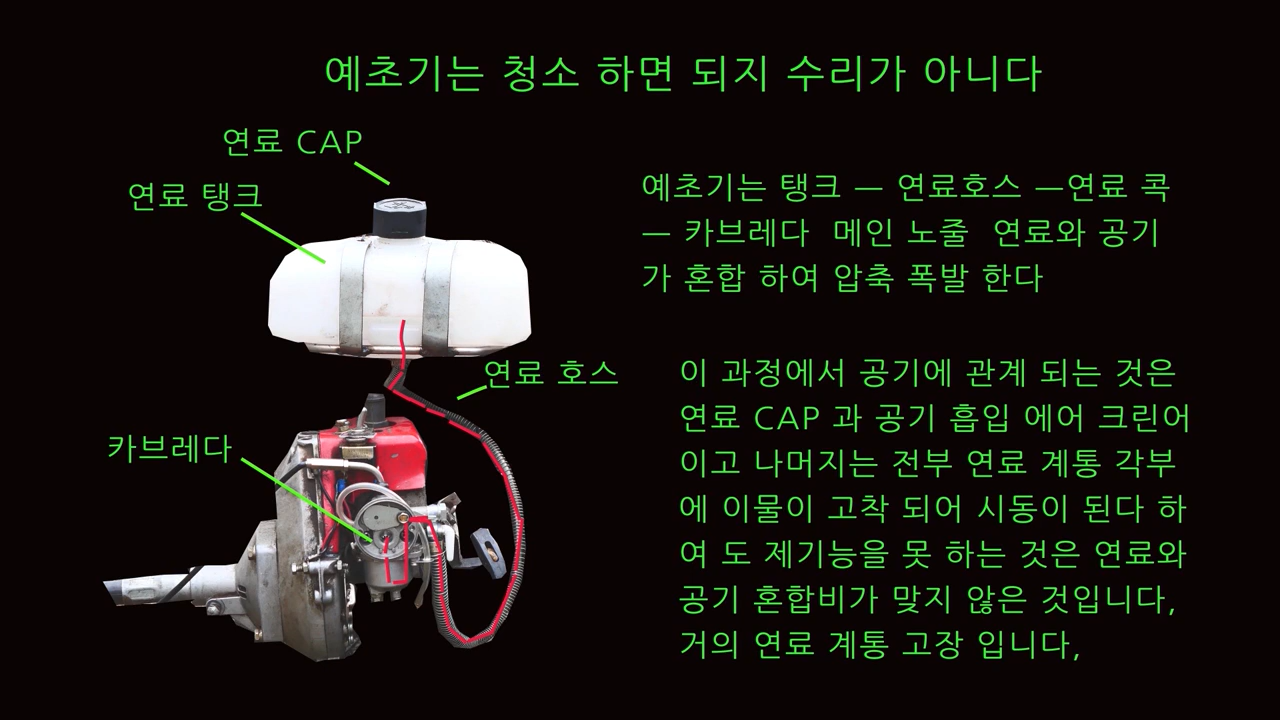 예초기는 청소 하면 되지 수리가 아니다
연료 CAP
연료 탱크
예초기는 탱크 — 연료호스 —연료 콕
— 카브레다 메인 노줄 연료와 공기
가 혼합 하여 압축 폭발 한다
연료 호스
카브레다
이 과정에서 공기에 관계 되는 것은
연료 CAP 과 공기 흡입 에어 크린어
이고 나머지는 전부 연료 계통 각부
에 이물이 고착 되어 시동이 된다 하
여 도 제기능을 못 하는 것은 연료와
공기 혼합비가 맞지 않은 것입니다,
거의 연료 계통 고장 입니다,